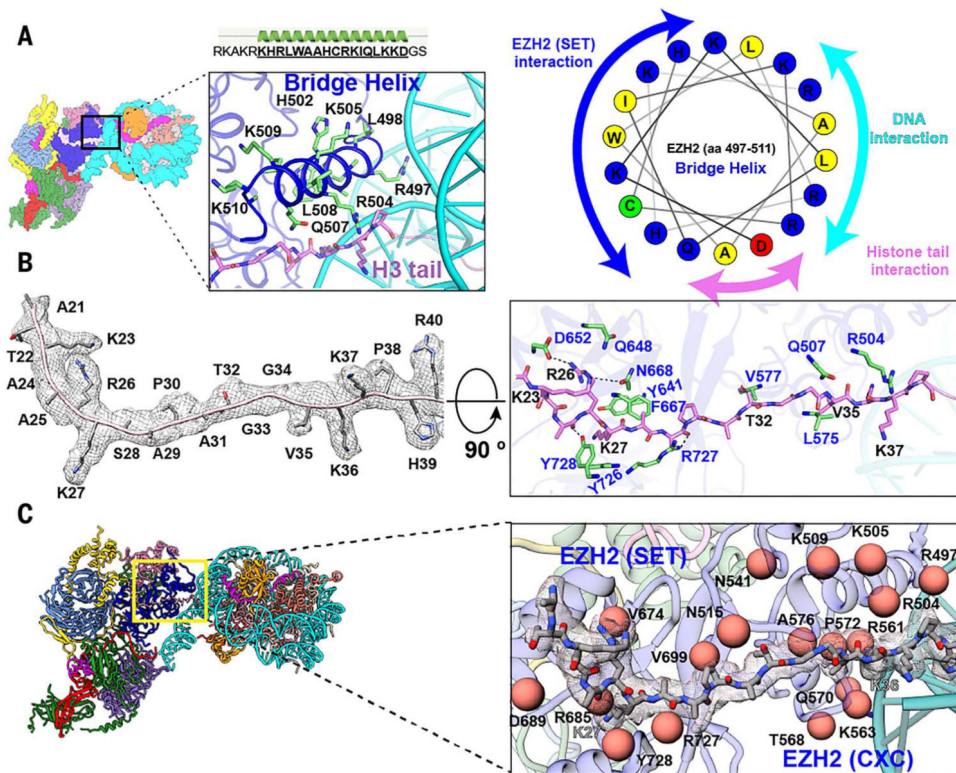 A
RKAKRKHRLWAAHCRKIQLKKDGS
Bridge Helix
H502
K505
K509
L498
K510
R497
L508
R504
Q507
H3 tail
EZH2 (SET)
interaction
K
L
H
K
K
R
I
A
W
EZH2 (aa 497-511)
Bridge Helix
L
K
R
C
R
H
Q
A
D
DNA
interaction
Histone tail
interaction
B
A21
K23
T22
A24
R26
A25
P30
T32
G34
K37
P38
R40
S28
A29
A31
G33
V35
K36
H39
K27
90 º
D652
Q648
R26
N668
K23
Y641
F667
V577
Q507
R504
K27
T32
V35
L575
K37
Y728
Y726
R727
C
EZH2 (SET)
K509
K505
N541
R497
V674
N515
A576
P572
R504
R561
V699
K36
Q570
D689
R685
K27
T568
K563
R727
Y728
EZH2 (CXC)